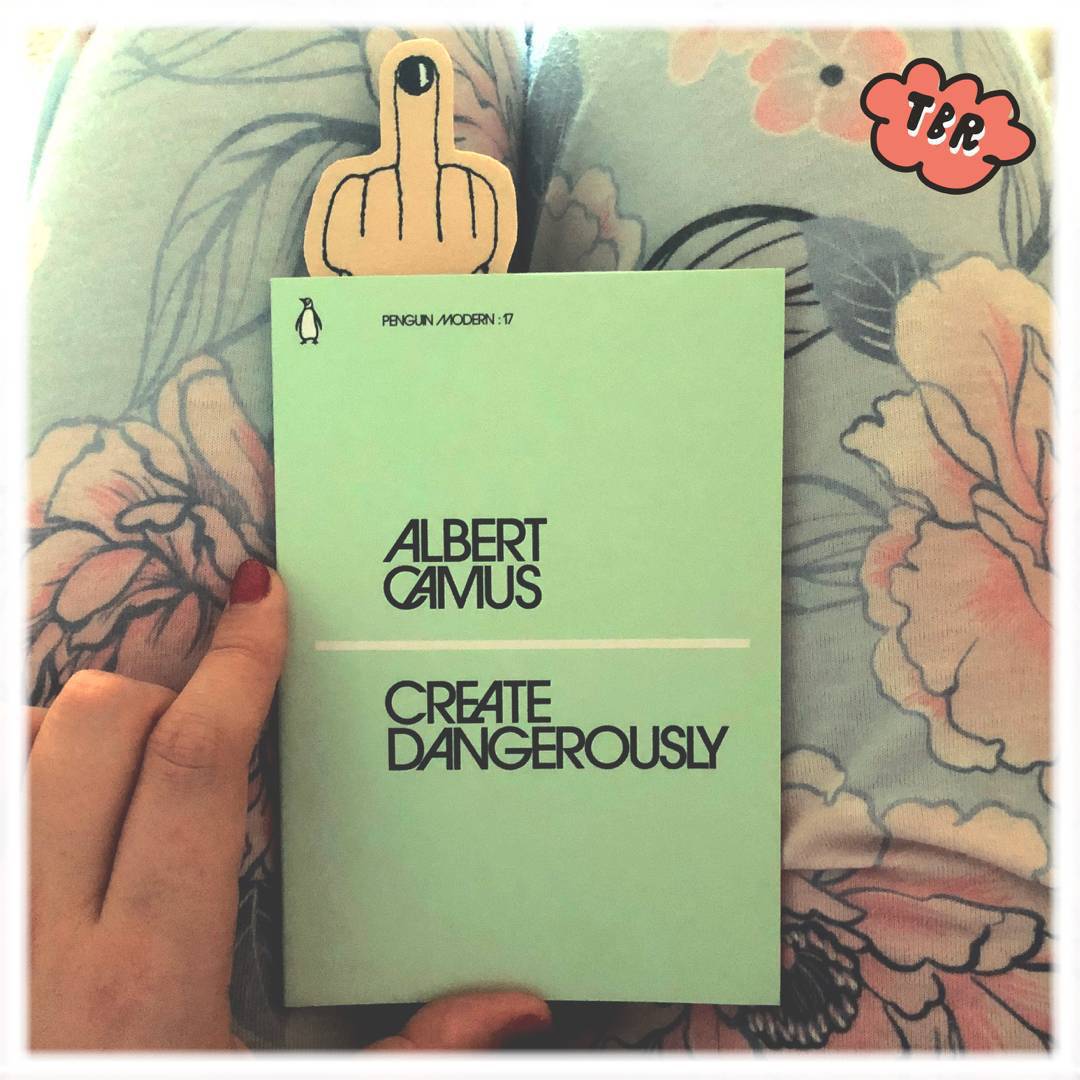 TBR
PENGUIN MODERN : 17
ALBERT
CAMUS
CREATE
DANGEROUSLY